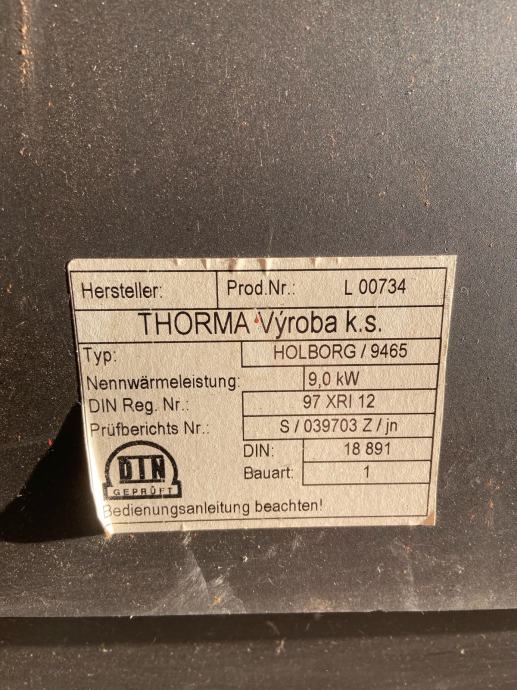 Hersteller: Prod.Nr.: L 00734
THORMA Výroba k.s.
Typ: HOLBORG / 9465
Nennwärmeleistung: 9,0 kW
DIN Reg. Nr.: 97 XRI 12
Prüfberichts Nr.: S / 039703 Z / jn
DIN: 18 891
Bauart: 1
DIN
GEPRÜFT
Bedienungsanleitung beachten!